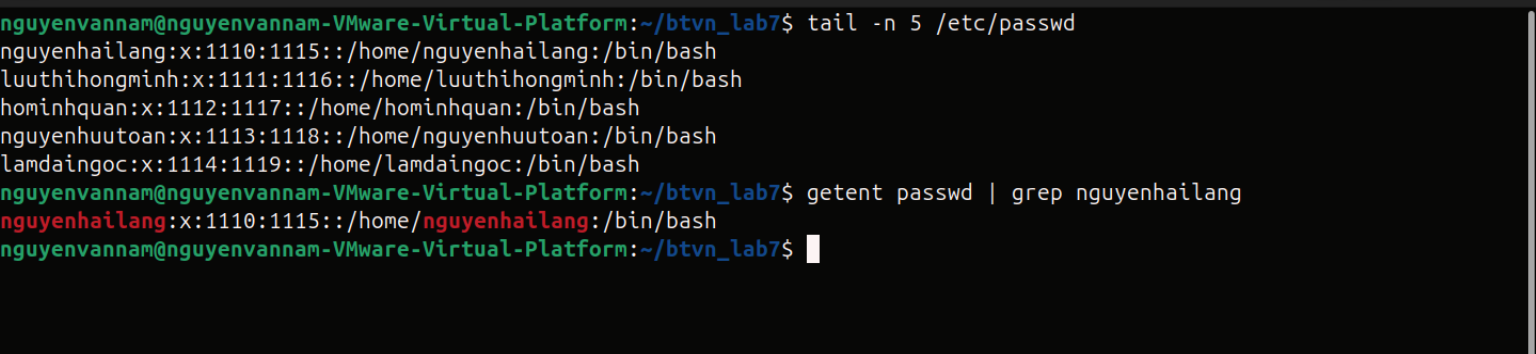 nguyenvannam@nguyenvannam-VMware-Virtual-Platform:~/btvn_lab7$ tail -n 5 /etc/passwd
nguyenhailang:x:1110:1115::/home/nguyenhailang:/bin/bash
luuthihongminh:x:1111:1116::/home/luuthihongminh:/bin/bash
hominhquan:x:1112:1117::/home/hominhquan:/bin/bash
nguyenhuutoan:x:1113:1118::/home/nguyenhuutoan:/bin/bash
lamdaingoc:x:1114:1119::/home/lamdaingoc:/bin/bash
nguyenvannam@nguyenvannam-VMware-Virtual-Platform:~/btvn_lab7$ getent passwd | grep nguyenhailang
nguyenhailang:x:1110:1115::/home/nguyenhailang:/bin/bash
nguyenvannam@nguyenvannam-VMware-Virtual-Platform:~/btvn_lab7$